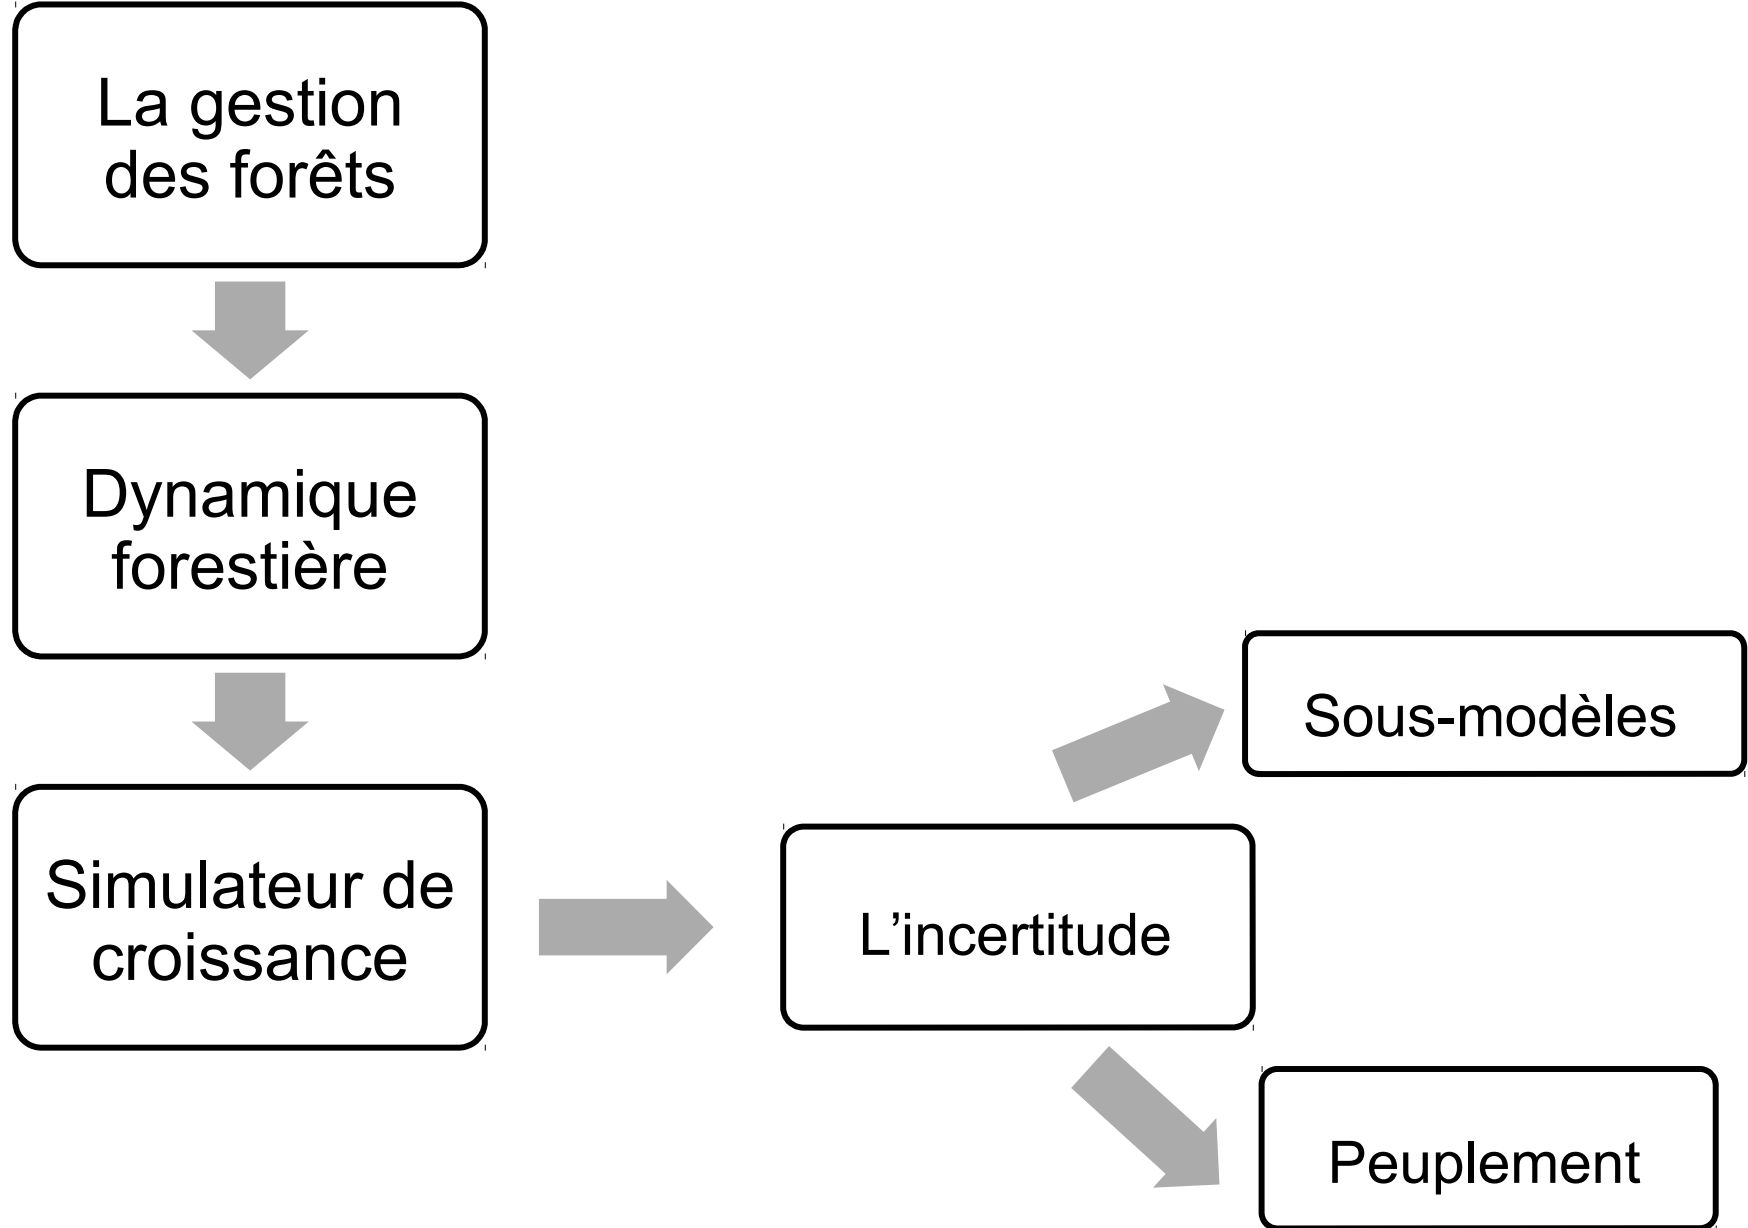 La gestion
des forêts
Dynamique
forestière
Simulateur de
croissance
L’incertitude
Sous-modèles
Peuplement